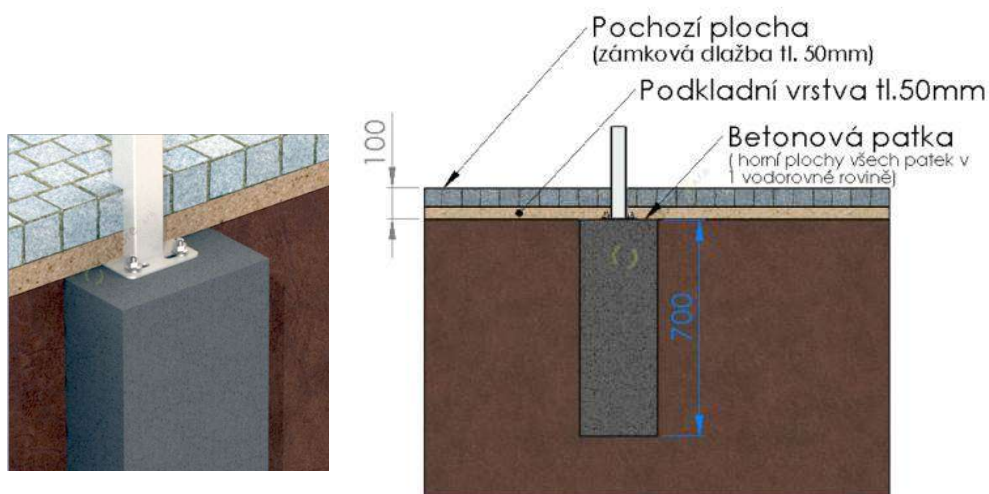 Pochozí plocha
(zámková dlažba tl. 50mm)
Podkladní vrstva tl.50mm
Betonová patka
( horní plochy všech patek v
1 vodorovné rovině)
100
700